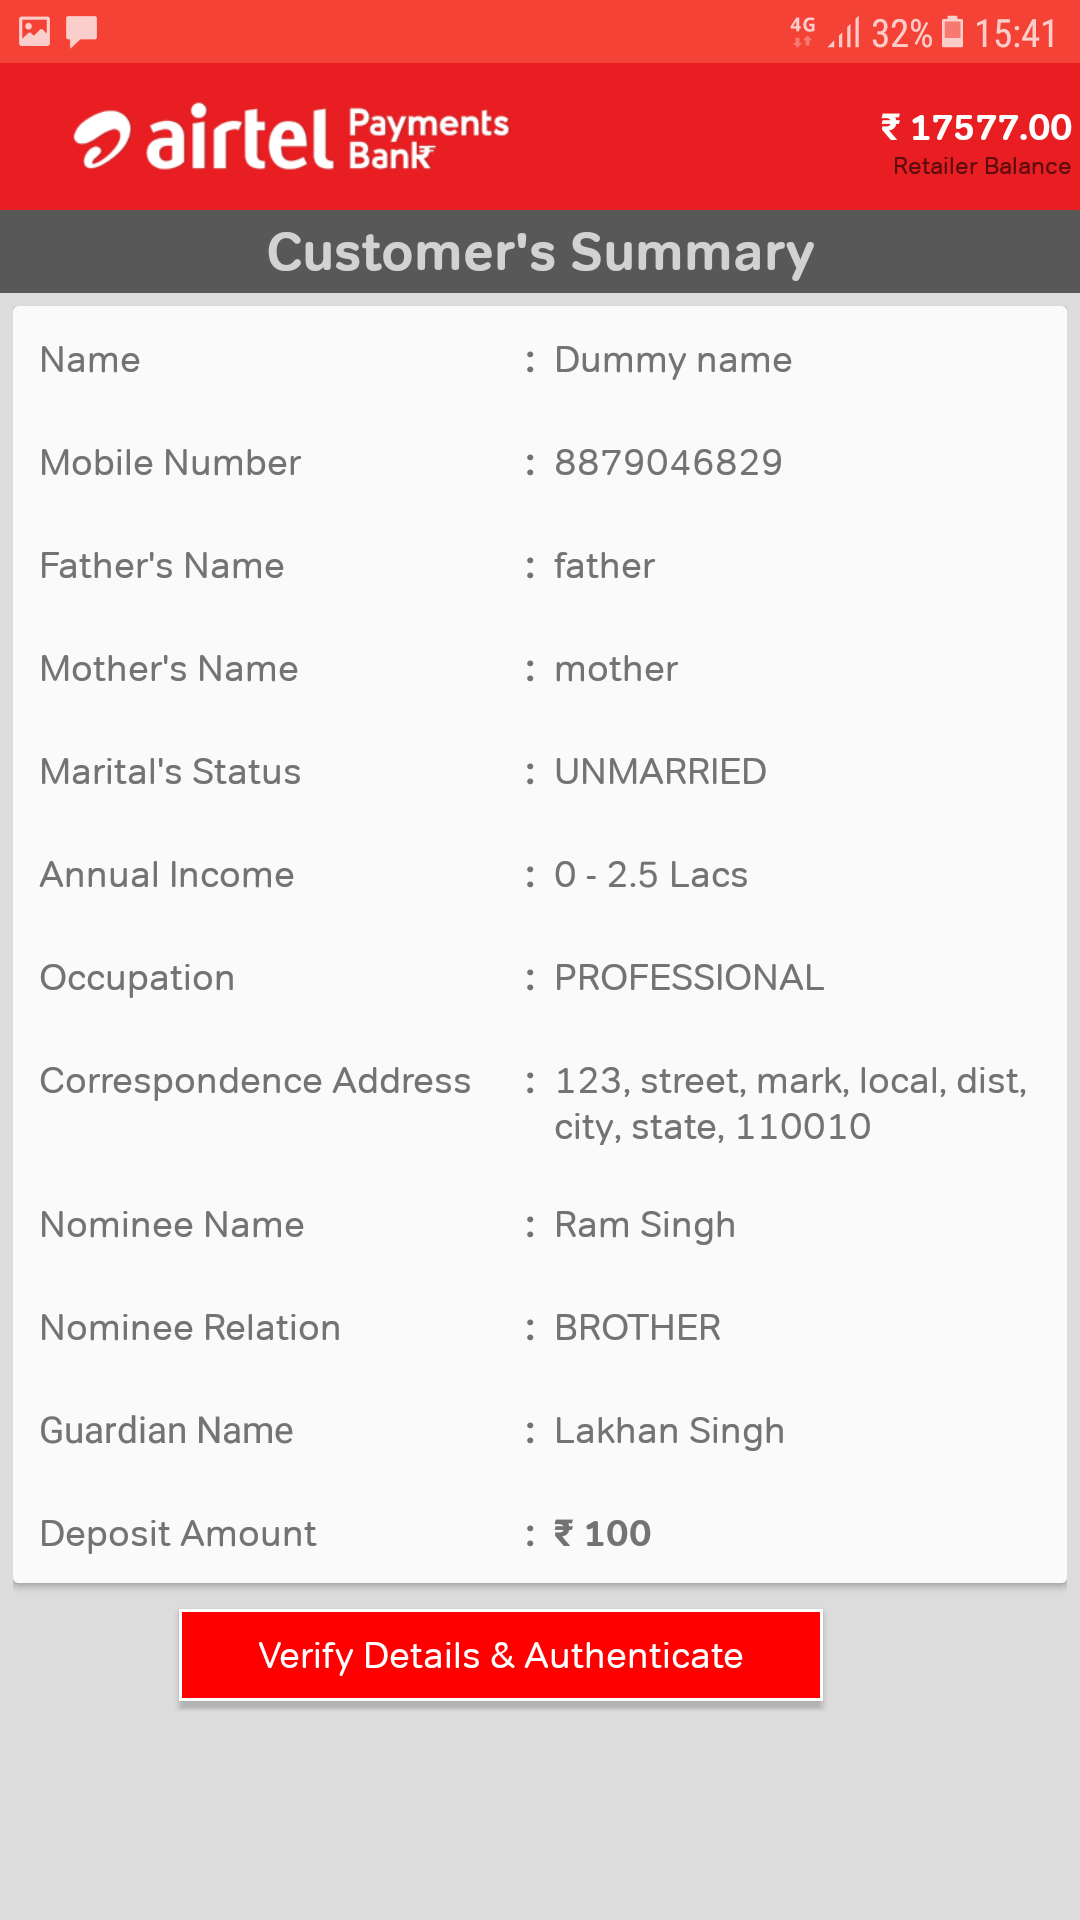 4G 32% 15:41
airtel Payments Bank
₹ 17577.00
Retailer Balance
Customer's Summary
Name : Dummy name
Mobile Number : 8879046829
Father's Name : father
Mother's Name : mother
Marital's Status : UNMARRIED
Annual Income : 0 - 2.5 Lacs
Occupation : PROFESSIONAL
Correspondence Address : 123, street, mark, local, dist,
city, state, 110010
Nominee Name : Ram Singh
Nominee Relation : BROTHER
Guardian Name : Lakhan Singh
Deposit Amount : ₹ 100
Verify Details & Authenticate